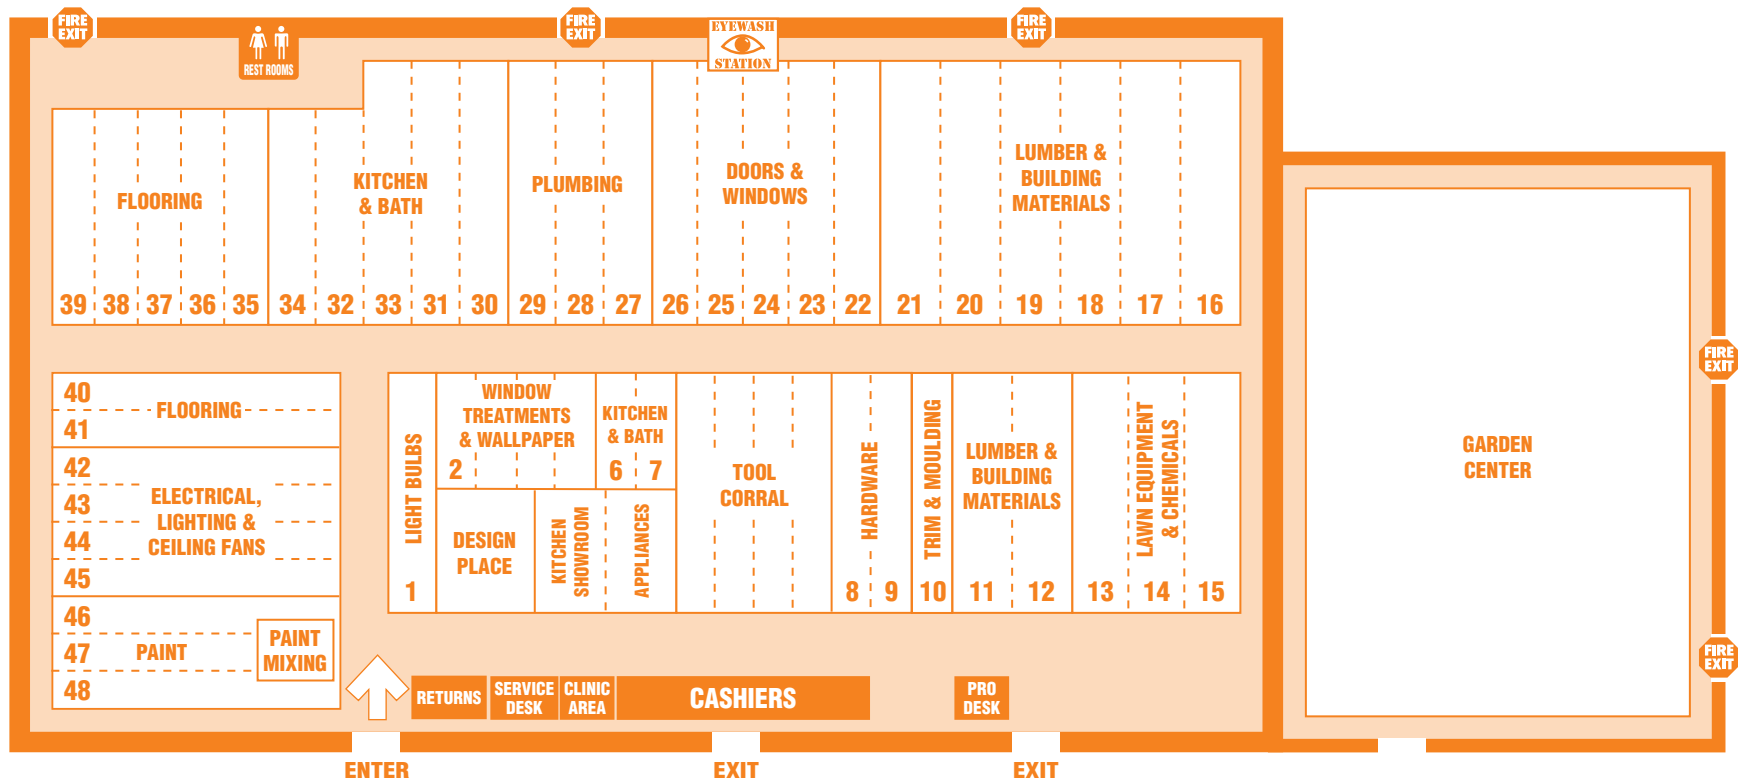 FIRE
EXIT
FIRE
EXIT
FIRE
EXIT
REST ROOMS
EYEWASH
STATION
FLOORING
KITCHEN
& BATH
PLUMBING
DOORS &
WINDOWS
LUMBER &
BUILDING
MATERIALS
39 38 37 36 35 34 32 33 31 30 29 28 27 26 25 24 23 22 21 20 19 18 17 16
40
FLOORING
41
42
43
44
45
ELECTRICAL,
LIGHTING &
CEILING FANS
46
47
48
PAINT
PAINT
MIXING
LIGHT BULBS
1
WINDOW
TREATMENTS
& WALLPAPER
2
KITCHEN
& BATH
6 7
DESIGN
PLACE
KITCHEN
SHOWROOM
APPLIANCES
TOOL
CORRAL
HARDWARE
8 9
TRIM & MOULDING
10
LUMBER &
BUILDING
MATERIALS
11 12
LAWN EQUIPMENT
& CHEMICALS
13 14 15
GARDEN
CENTER
FIRE
EXIT
FIRE
EXIT
RETURNS
SERVICE
DESK
CLINIC
AREA
CASHIERS
PRO
DESK
ENTER
EXIT
EXIT